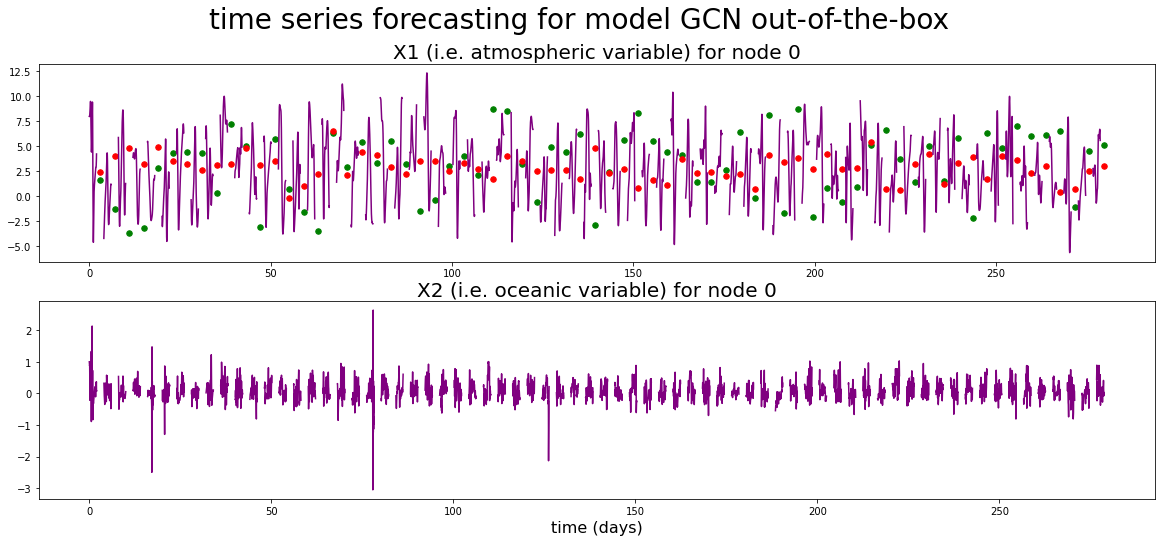 time series forecasting for model GCN out-of-the-box
X1 (i.e. atmospheric variable) for node 0
12.5
10.0
7.5
5.0
2.5
0.0
−2.5
−5.0
0 50 100 150 200 250
X2 (i.e. oceanic variable) for node 0
2
1
0
−1
−2
−3
0 50 100 150 200 250
time (days)